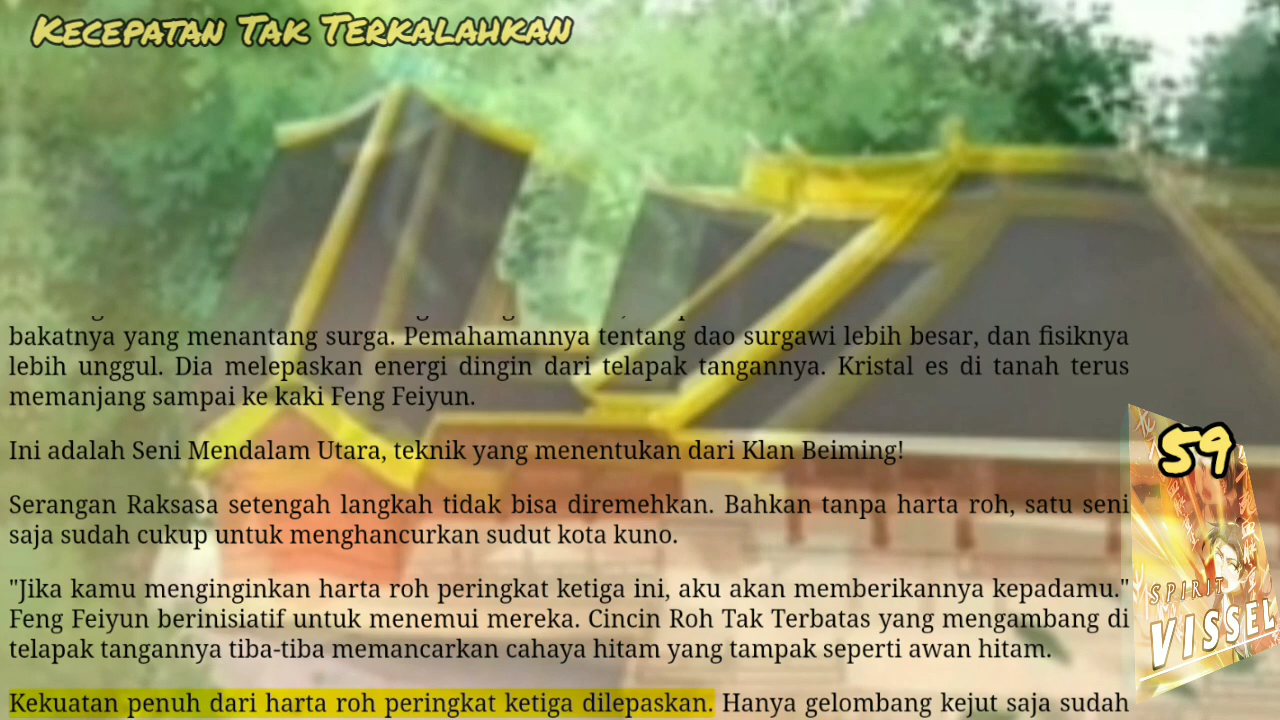 Kecepatan Tak Terkalahkan
bakatnya yang menantang surga. Pemahamannya tentang dao surgawi lebih besar, dan fisiknya
lebih unggul. Dia melepaskan energi dingin dari telapak tangannya. Kristal es di tanah terus
memanjang sampai ke kaki Feng Feiyun.
Ini adalah Seni Mendalam Utara, teknik yang menentukan dari Klan Beiming!
Serangan Raksasa setengah langkah tidak bisa diremehkan. Bahkan tanpa harta roh, satu seni
saja sudah cukup untuk menghancurkan sudut kota kuno.
"Jika kamu menginginkan harta roh peringkat ketiga ini, aku akan memberikannya kepadamu."
Feng Feiyun berinisiatif untuk menemui mereka. Cincin Roh Tak Terbatas yang mengambang di
telapak tangannya tiba-tiba memancarkan cahaya hitam yang tampak seperti awan hitam.
Kekuatan penuh dari harta roh peringkat ketiga dilepaskan. Hanya gelombang kejut saja sudah
59
SPIRIT
VISSEL